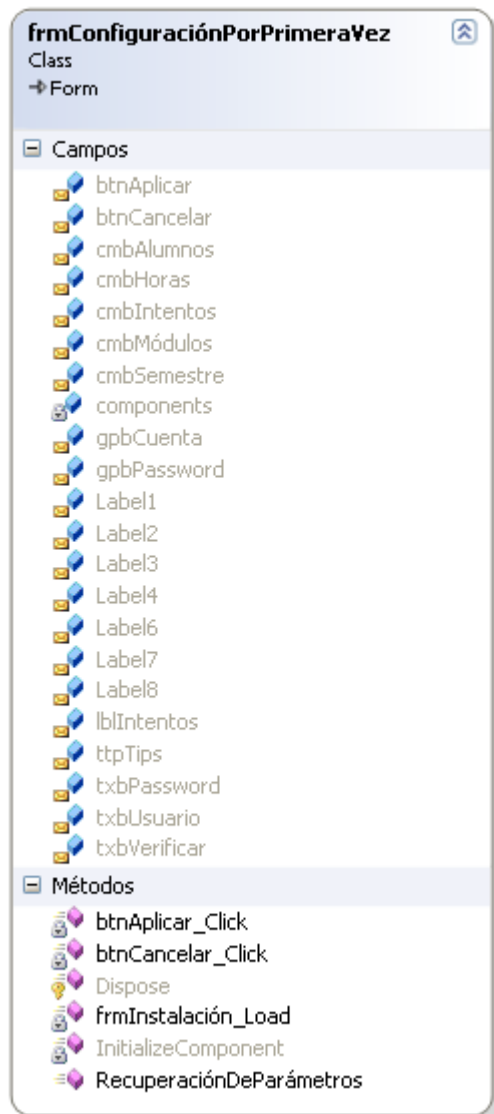 frmConfiguraciónPorPrimeraVez
Class
Form
Campos
btnAplicar
btnCancelar
cmbAlumnos
cmbHoras
cmbIntentos
cmbMódulos
cmbSemestre
components
gpbCuenta
gpbPassword
Label1
Label2
Label3
Label4
Label6
Label7
Label8
lblIntentos
ttpTips
txbPassword
txbUsuario
txbVerificar
Métodos
btnAplicar_Click
btnCancelar_Click
Dispose
frmInstalación_Load
InitializeComponent
RecuperaciónDeParámetros